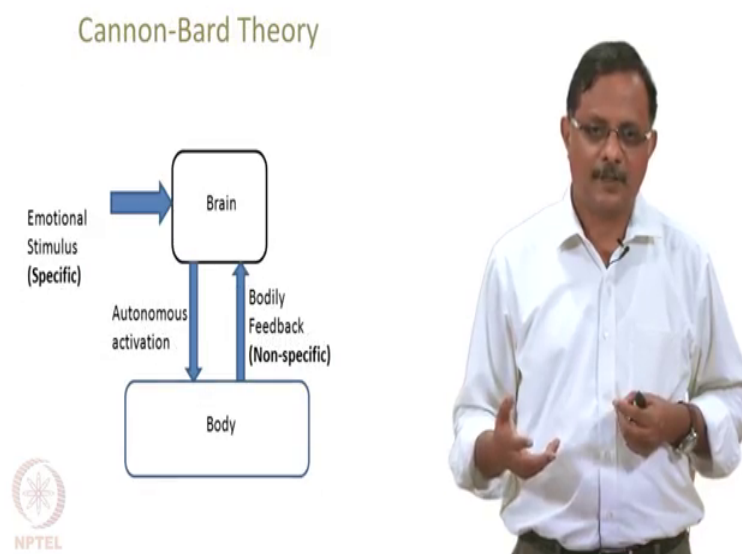 Cannon-Bard Theory
Brain
Emotional
Stimulus
(Specific)
Autonomous
activation
Bodily
Feedback
(Non-specific)
Body
NPTEL